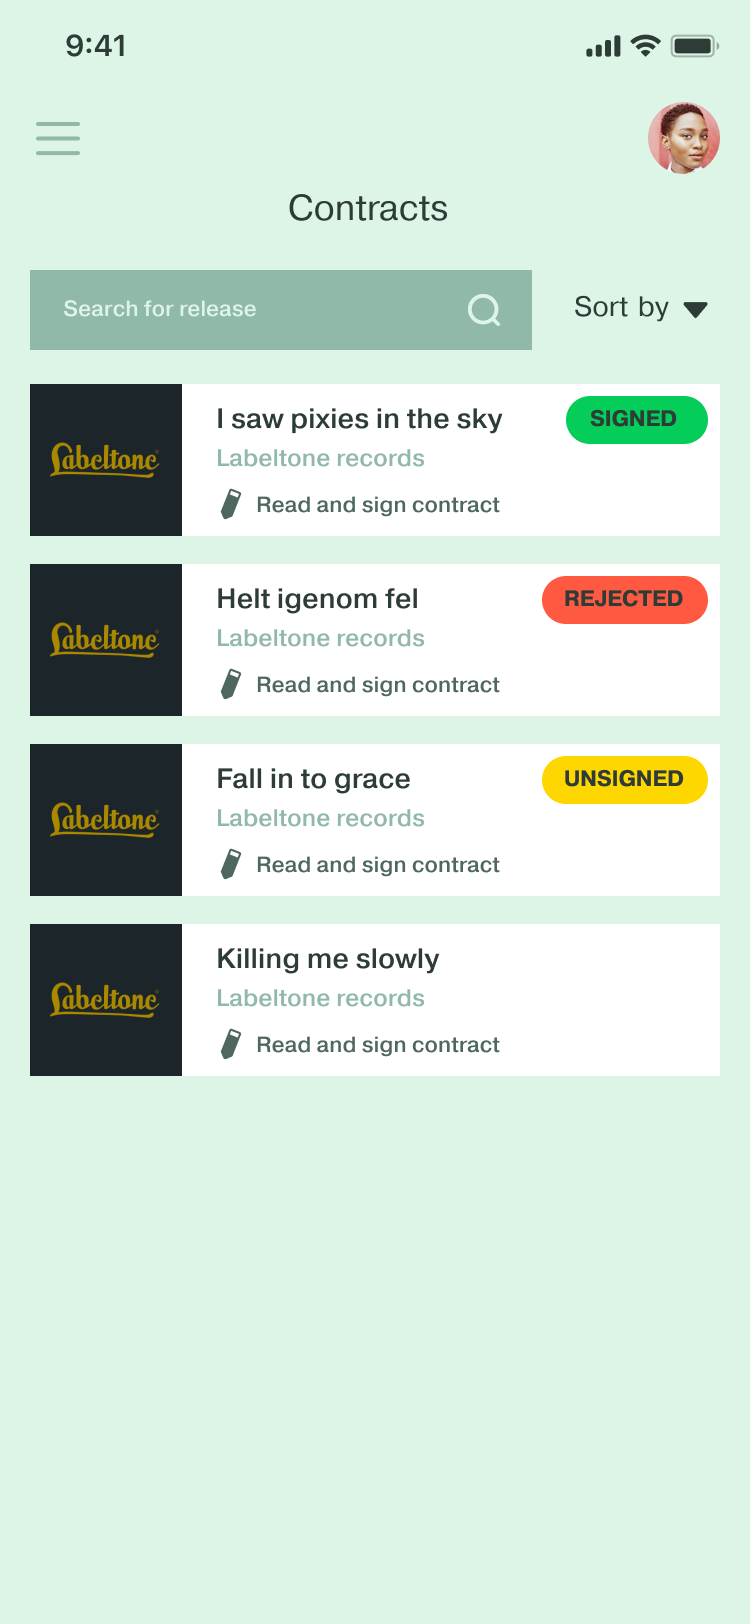 9:41
Contracts
Search for release
Sort by
Labeltone
I saw pixies in the sky
SIGNED
Labeltone records
Read and sign contract
Labeltone
Helt igenom fel
REJECTED
Labeltone records
Read and sign contract
Labeltone
Fall in to grace
UNSIGNED
Labeltone records
Read and sign contract
Labeltone
Killing me slowly
Labeltone records
Read and sign contract